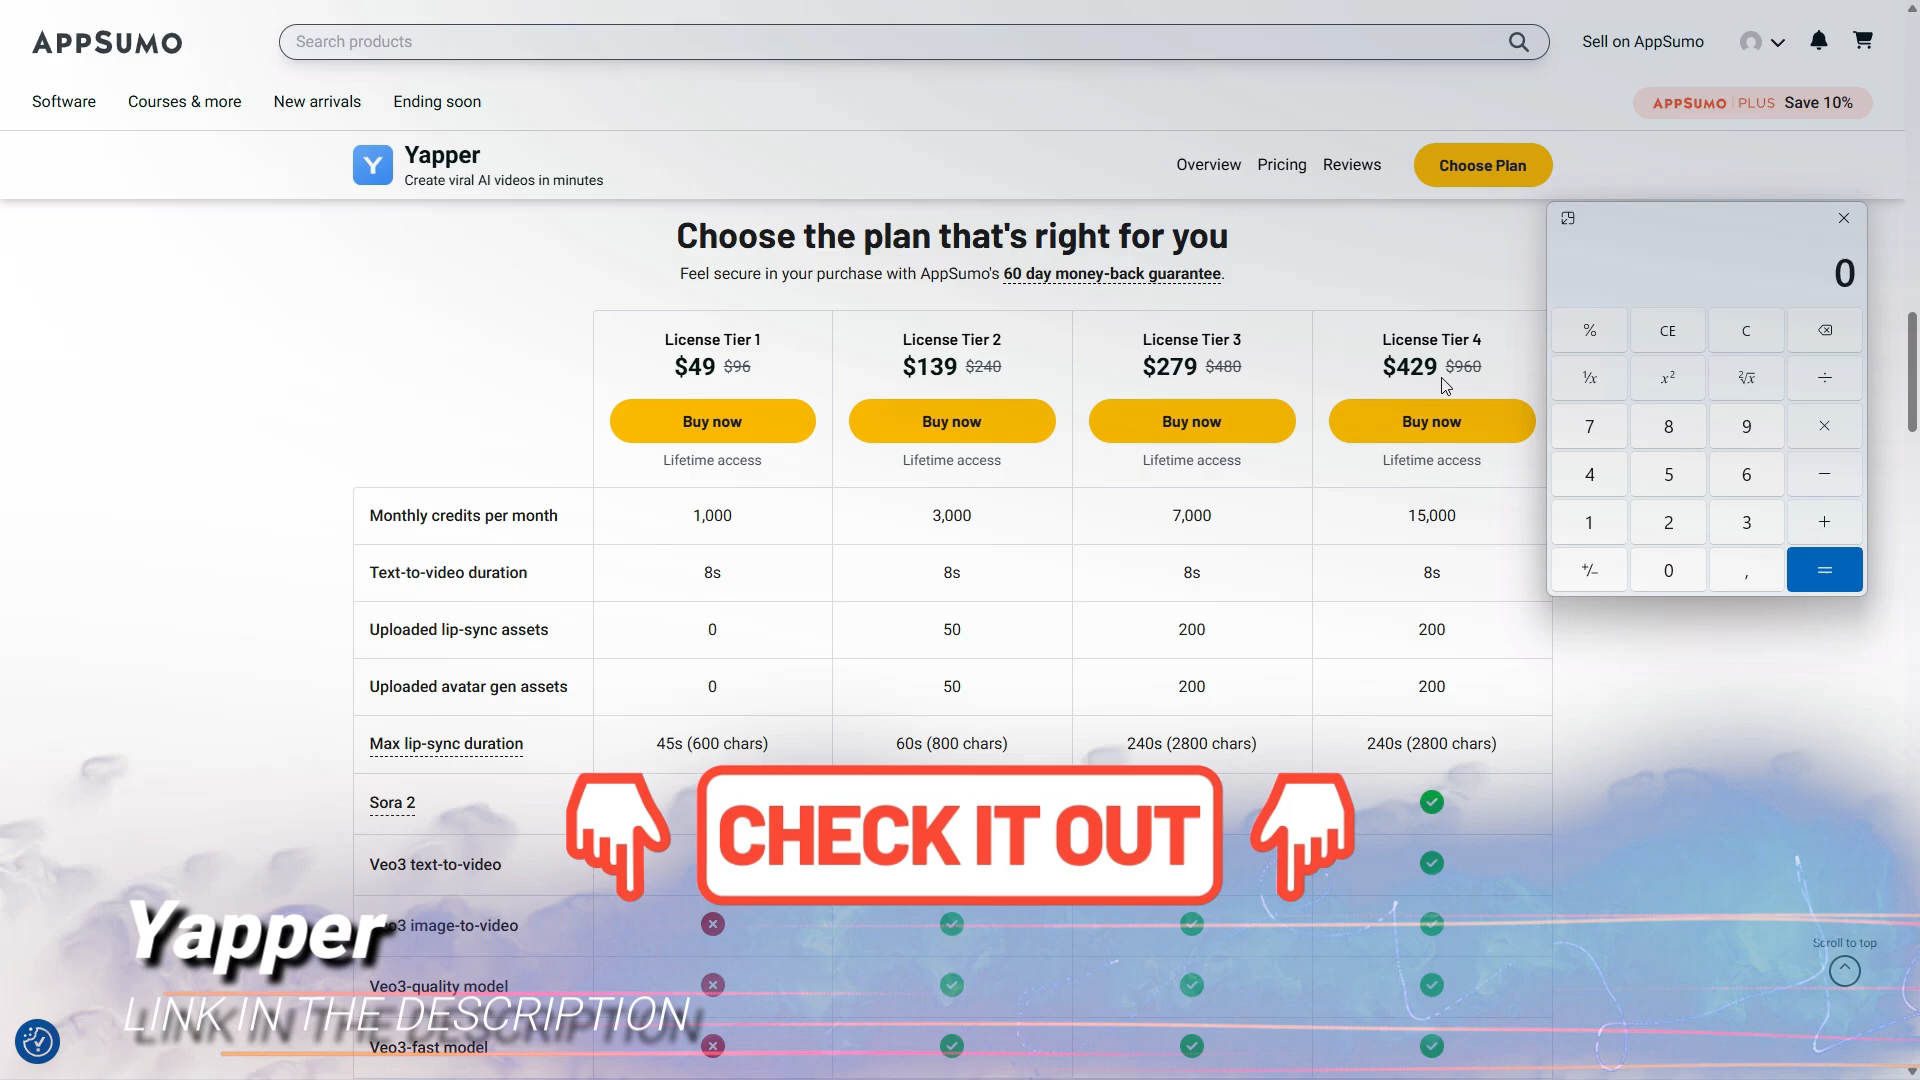 APPSUMO
Search products
Sell on AppSumo
Software
Courses & more
New arrivals
Ending soon
APPSUMO PLUS Save 10%
Y
Yapper
Create viral AI videos in minutes
Overview
Pricing
Reviews
Choose Plan
Choose the plan that's right for you
Feel secure in your purchase with AppSumo's 60 day money-back guarantee.
License Tier 1
$49 $96
Buy now
Lifetime access
License Tier 2
$139 $240
Buy now
Lifetime access
License Tier 3
$279 $480
Buy now
Lifetime access
License Tier 4
$429 $960
Buy now
Lifetime access
Monthly credits per month 1,000 3,000 7,000 15,000
Text-to-video duration 8s 8s 8s 8s
Uploaded lip-sync assets 0 50 200 200
Uploaded avatar gen assets 0 50 200 200
Max lip-sync duration 45s (600 chars) 60s (800 chars) 240s (2800 chars) 240s (2800 chars)
Sora 2
Veo3 text-to-video
image-to-video
Veo3-quality model
Veo3-fast model
0
% CE C
⅟x x² ²√x ÷
7 8 9 ×
4 5 6 −
1 2 3 +
+/− 0 , =
CHECK IT OUT
Yapper
LINK IN THE DESCRIPTION
Scroll to top